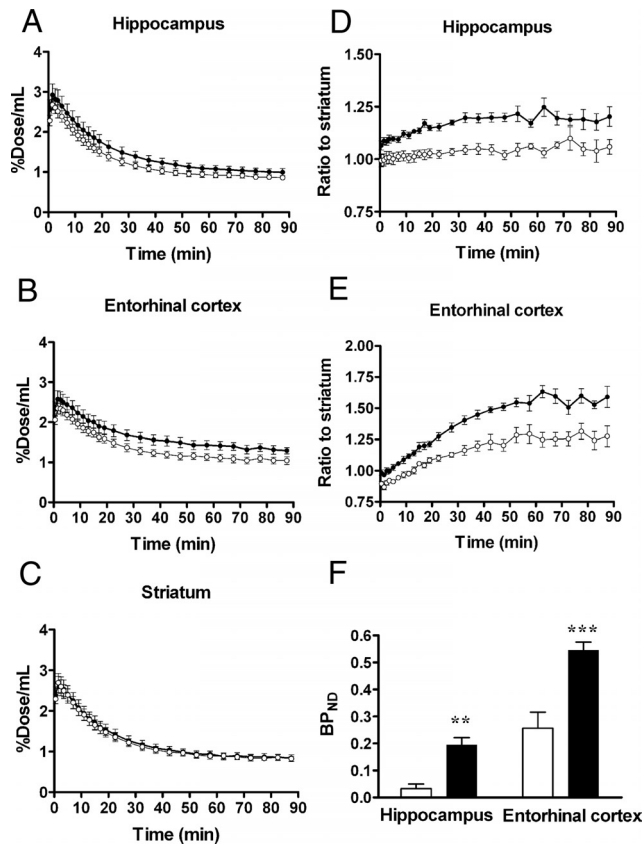 A
Hippocampus
%Dose/mL
4
3
2
1
0
0 10 20 30 40 50 60 70 80 90
Time (min)
D
Hippocampus
Ratio to striatum
1.50
1.25
1.00
0.75
0 10 20 30 40 50 60 70 80 90
Time (min)
B
Entorhinal cortex
%Dose/mL
4
3
2
1
0
0 10 20 30 40 50 60 70 80 90
Time (min)
E
Entorhinal cortex
Ratio to striatum
2.00
1.75
1.50
1.25
1.00
0.75
0 10 20 30 40 50 60 70 80 90
Time (min)
C
Striatum
%Dose/mL
4
3
2
1
0
0 10 20 30 40 50 60 70 80 90
Time (min)
F
BPND
0.6
0.5
0.4
0.3
0.2
0.1
0.0
**
***
Hippocampus
Entorhinal cortex